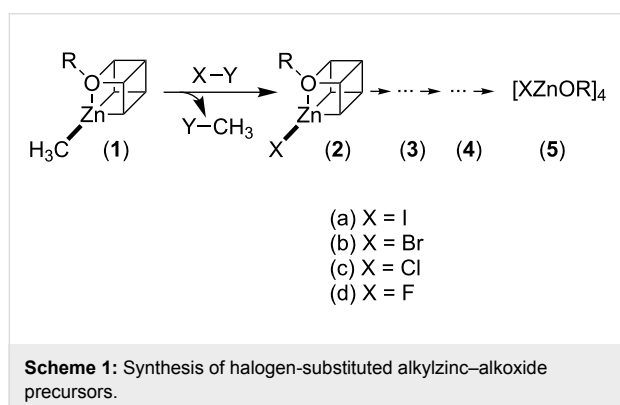 R
O
Zn
H₃C
(1)
X–Y
Y–CH₃
R
O
Zn
X
(2)
...
(3)
...
(4)
[XZnOR]₄
(5)
(a) X = I
(b) X = Br
(c) X = Cl
(d) X = F
Scheme 1: Synthesis of halogen-substituted alkylzinc–alkoxide
precursors.